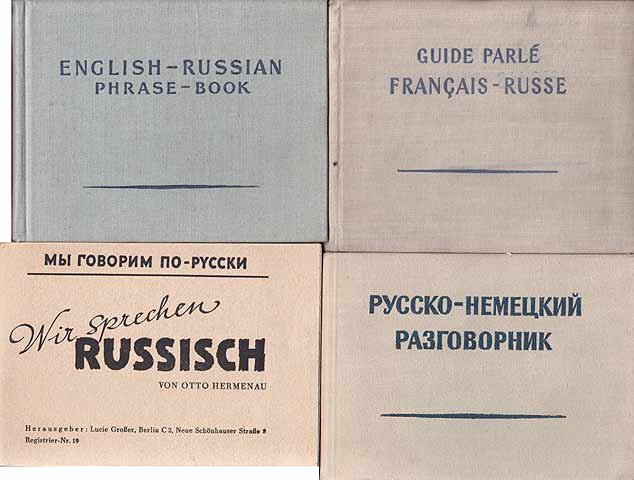 ENGLISH–RUSSIAN
PHRASE–BOOK
GUIDE PARLÉ
FRANÇAIS-RUSSE
МЫ ГОВОРИМ ПО-РУССКИ
Wir sprechen
RUSSISCH
VON OTTO HERMENAU
Herausgeber: Lucie Großer, Berlin C 2, Neue Schönhauser Straße 8
Registrier-Nr. 19
РУССКО-НЕМЕЦКИЙ
РАЗГОВОРНИК